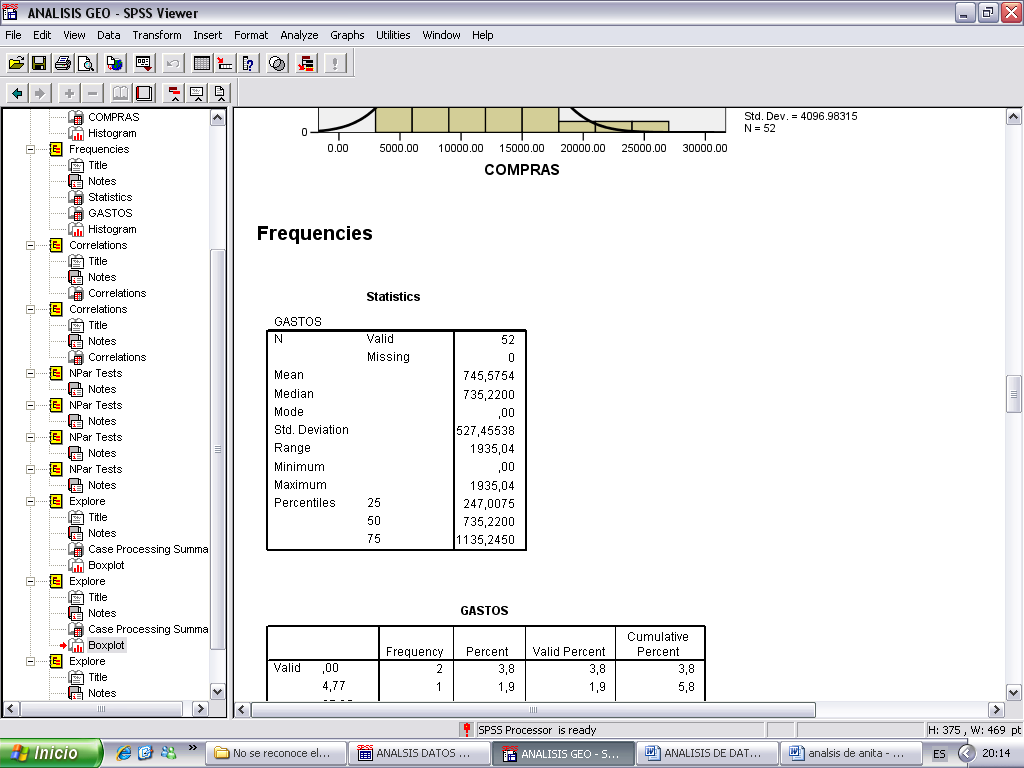 ANALISIS GEO - SPSS Viewer
File Edit View Data Transform Insert Format Analyze Graphs Utilities Window Help
COMPRAS
Histogram
Frequencies
Title
Notes
Statistics
GASTOS
Histogram
Correlations
Title
Notes
Correlations
Correlations
Title
Notes
Correlations
NPar Tests
Notes
NPar Tests
Notes
NPar Tests
Notes
NPar Tests
Notes
Explore
Title
Notes
Case Processing Summa
Boxplot
Explore
Title
Notes
Case Processing Summa
Boxplot
Explore
Title
Notes
Std. Dev. = 4096.98315
N = 52
0
0.00 5000.00 10000.00 15000.00 20000.00 25000.00 30000.00
COMPRAS
Frequencies
Statistics
GASTOS
N Valid 52
Missing 0
Mean 745,5754
Median 735,2200
Mode ,00
Std. Deviation 527,45538
Range 1935,04
Minimum ,00
Maximum 1935,04
Percentiles 25 247,0075
50 735,2200
75 1135,2450
GASTOS
Frequency Percent Valid Percent Cumulative Percent
Valid ,00 2 3,8 3,8 3,8
4,77 1 1,9 1,9 5,8
SPSS Processor is ready H: 375 , W: 469 pt
Inicio » No se reconoce el... ANALSIS DATOS ... ANALISIS GEO - S... ANALISIS DE DAT... analsis de anita - ... ES 20:14